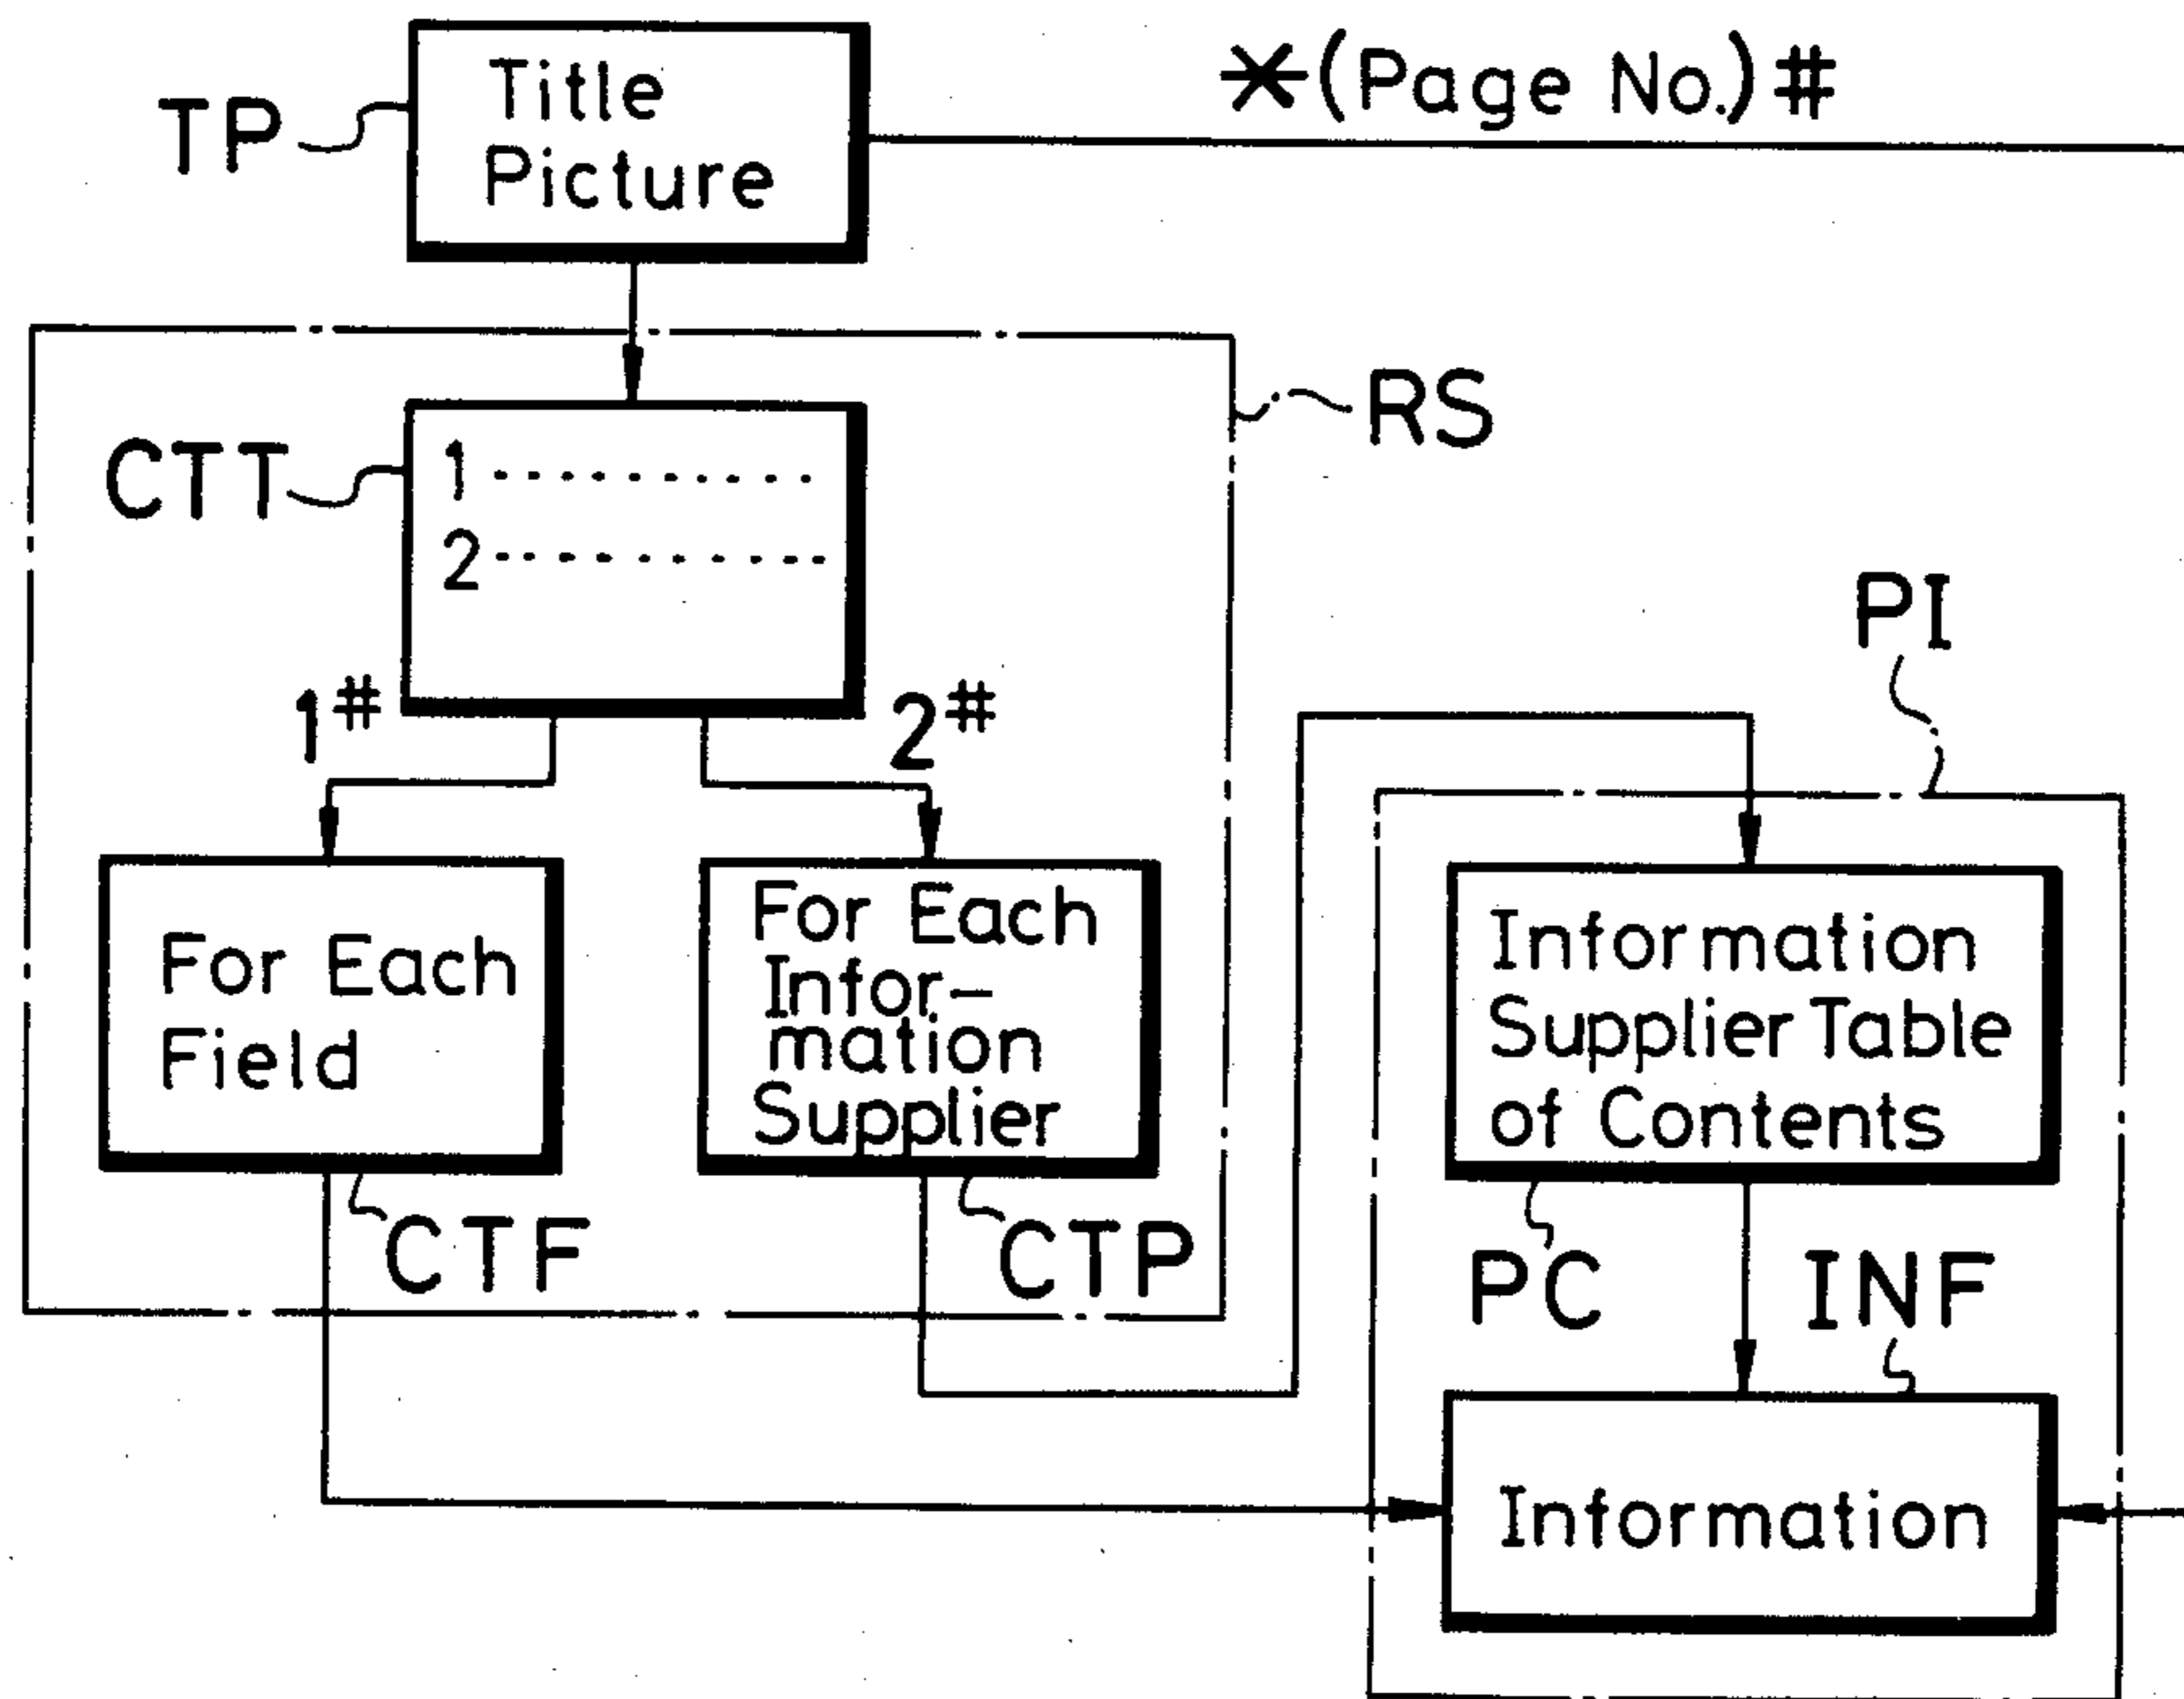 Title
Picture
TP
*(Page No.)#
RS
CTT
1 ..........
2 ..........
1#
2#
PI
For Each
Field
For Each
Infor-
mation
Supplier
Information
Supplier Table
of Contents
CTF
CTP
PC
INF
Information